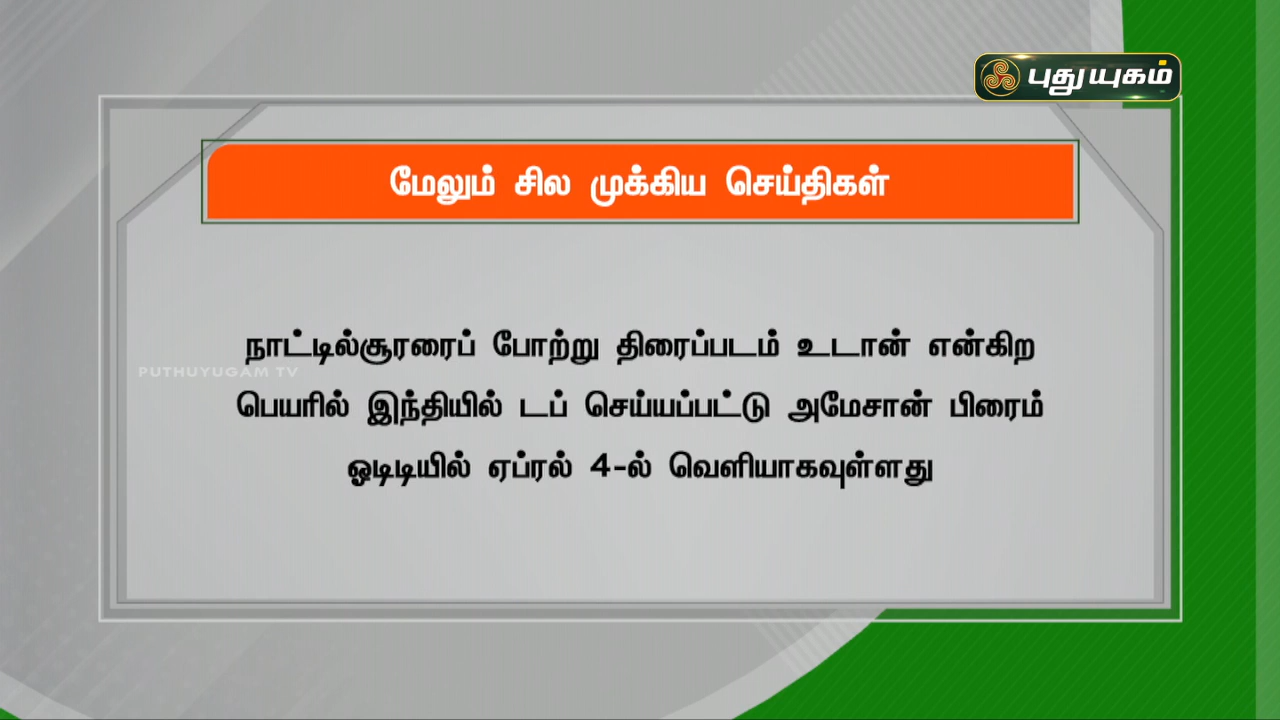 புதுயுகம்
மேலும் சில முக்கிய செய்திகள்
நாட்டில்சூரரைப் போற்று திரைப்படம் உடான் என்கிற
PUTHUYUGAM TV
பெயரில் இந்தியில் டப் செய்யப்பட்டு அமேசான் பிரைம்
ஓடிடியில் ஏப்ரல் 4-ல் வெளியாகவுள்ளது